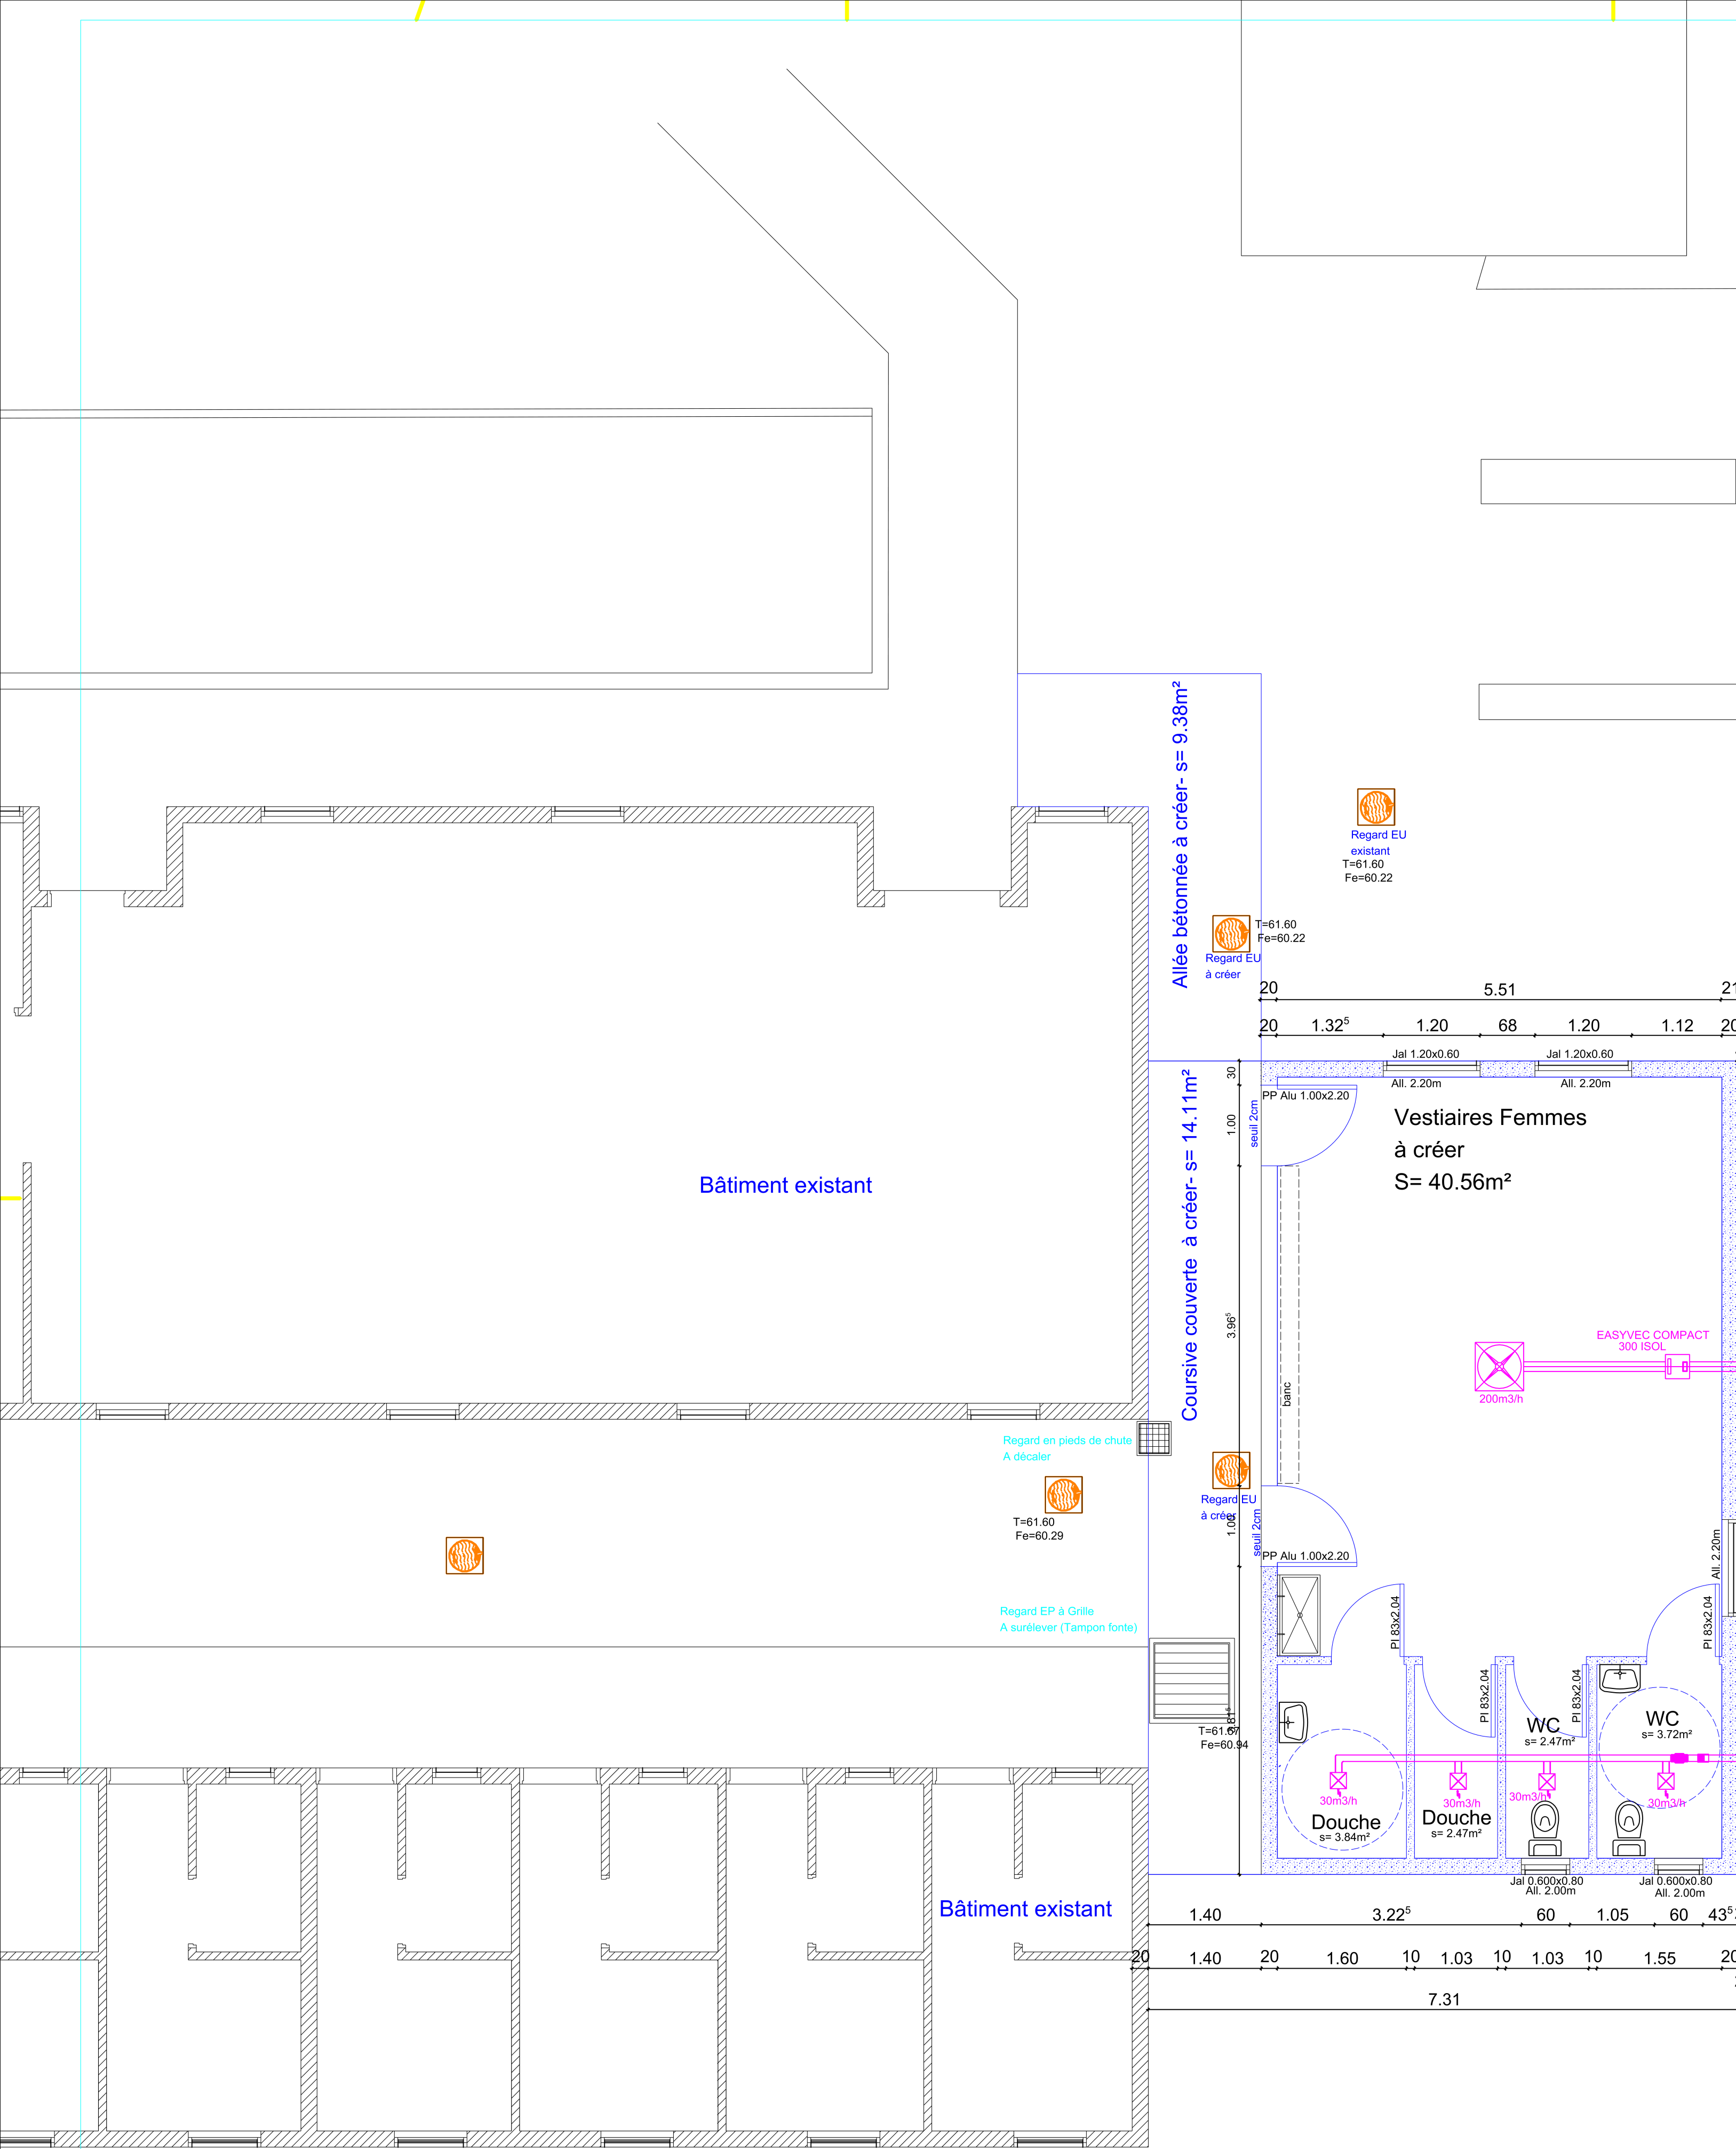 Allée bétonnée à créer- s= 9.38m²
Regard EU
existant
T=61.60
Fe=60.22
T=61.60
Fe=60.22
Regard EU
à créer
20
5.51
21
20
1.32⁵
1.20
68
1.20
1.12
20
Jal 1.20x0.60
Jal 1.20x0.60
All. 2.20m
All. 2.20m
30
PP Alu 1.00x2.20
1.00
seuil 2cm
Vestiaires Femmes
à créer
S= 40.56m²
Coursive couverte à créer- s= 14.11m²
Bâtiment existant
3.96⁵
banc
EASYVEC COMPACT
300 ISOL
200m3/h
Regard en pieds de chute
A décaler
Regard EU
à créer
1.00
seuil 2cm
T=61.60
Fe=60.29
PP Alu 1.00x2.20
All. 2.20m
Regard EP à Grille
A surélever (Tampon fonte)
PI 83x2.04
PI 83x2.04
PI 83x2.04
PI 83x2.04
T=61.67
Fe=60.94
WC
s= 2.47m²
WC
s= 3.72m²
30m3/h
30m3/h
30m3/h
30m3/h
Douche
s= 3.84m²
Douche
s= 2.47m²
Jal 0.600x0.80
All. 2.00m
Jal 0.600x0.80
All. 2.00m
Bâtiment existant
1.40
3.22⁵
60
1.05
60
43⁵
20
1.40
20
1.60
10
1.03
10
1.03
10
1.55
20
7.31